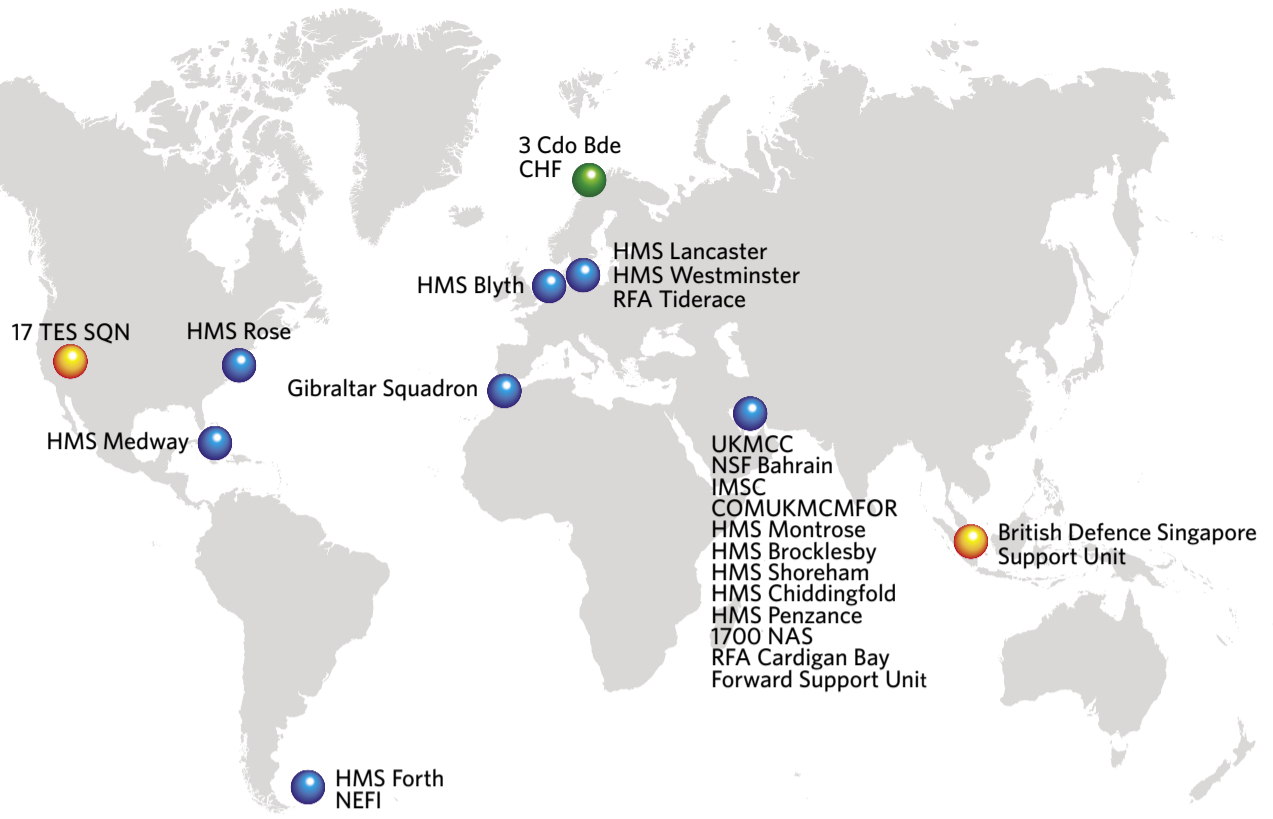 3 Cdo Bde
CHF
HMS Lancaster
HMS Westminster
RFA Tiderace
HMS Blyth
17 TES SQN
HMS Rose
Gibraltar Squadron
HMS Medway
UKMCC
NSF Bahrain
IMSC
COMUKMCMFOR
HMS Montrose
HMS Brocklesby
HMS Shoreham
HMS Chiddingfold
HMS Penzance
1700 NAS
RFA Cardigan Bay
Forward Support Unit
British Defence Singapore
Support Unit
HMS Forth
NEFI